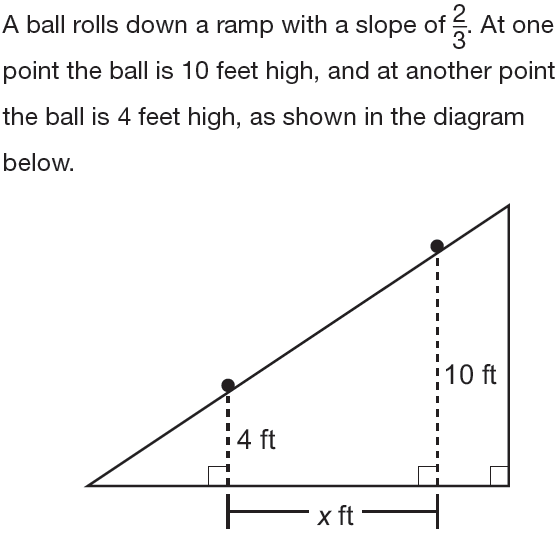 A ball rolls down a ramp with a slope of 2/3. At one
point the ball is 10 feet high, and at another point
the ball is 4 feet high, as shown in the diagram
below.
10 ft
4 ft
x ft